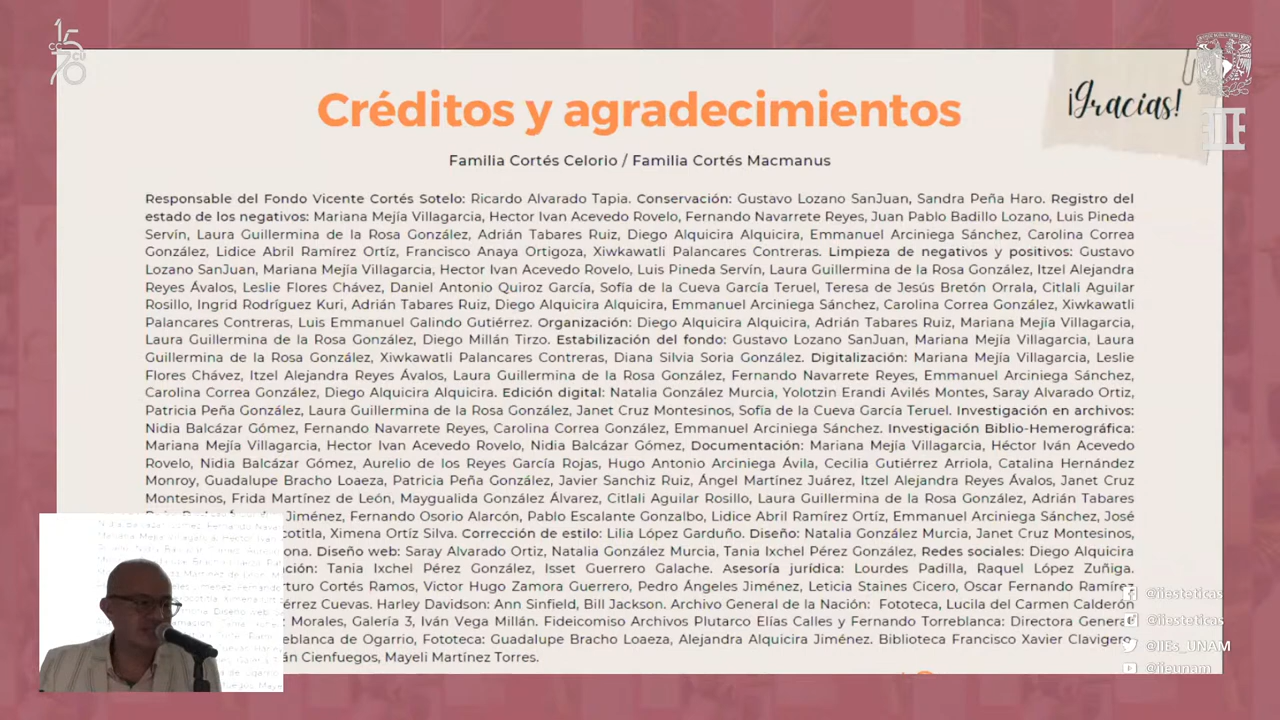 15
CC CU
70
¡Gracias!
Créditos y agradecimientos
Familia Cortés Celorio / Familia Cortés Macmanus
Responsable del Fondo Vicente Cortés Sotelo: Ricardo Alvarado Tapia. Conservación: Gustavo Lozano SanJuan, Sandra Peña Haro. Registro del
estado de los negativos: Mariana Mejía Villagarcia, Hector Ivan Acevedo Rovelo, Fernando Navarrete Reyes, Juan Pablo Badillo Lozano, Luis Pineda
Servín, Laura Guillermina de la Rosa González, Adrián Tabares Ruiz, Diego Alquicira Alquicira, Emmanuel Arciniega Sánchez, Carolina Correa
González, Lidice Abril Ramírez Ortíz, Francisco Anaya Ortigoza, Xiwkawatli Palancares Contreras. Limpieza de negativos y positivos: Gustavo
Lozano SanJuan, Mariana Mejía Villagarcia, Hector Ivan Acevedo Rovelo, Luis Pineda Servín, Laura Guillermina de la Rosa González, Itzel Alejandra
Reyes Ávalos, Leslie Flores Chávez, Daniel Antonio Quiroz García, Sofía de la Cueva García Teruel, Teresa de Jesús Bretón Orrala, Citlali Aguilar
Rosillo, Ingrid Rodríguez Kuri, Adrián Tabares Ruiz, Diego Alquicira Alquicira, Emmanuel Arciniega Sánchez, Carolina Correa González, Xiwkawatli
Palancares Contreras, Luis Emmanuel Galindo Gutiérrez. Organización: Diego Alquicira Alquicira, Adrián Tabares Ruiz, Mariana Mejía Villagarcia,
Laura Guillermina de la Rosa González, Diego Millán Tirzo. Estabilización del fondo: Gustavo Lozano SanJuan, Mariana Mejía Villagarcia, Laura
Guillermina de la Rosa González, Xiwkawatli Palancares Contreras, Diana Silvia Soria González. Digitalización: Mariana Mejía Villagarcia, Leslie
Flores Chávez, Itzel Alejandra Reyes Ávalos, Laura Guillermina de la Rosa González, Fernando Navarrete Reyes, Emmanuel Arciniega Sánchez,
Carolina Correa González, Diego Alquicira Alquicira. Edición digital: Natalia González Murcia, Yolotzin Erandi Avilés Montes, Saray Alvarado Ortiz,
Patricia Peña González, Laura Guillermina de la Rosa González, Janet Cruz Montesinos, Sofía de la Cueva García Teruel. Investigación en archivos:
Nidia Balcázar Gómez, Fernando Navarrete Reyes, Carolina Correa González, Emmanuel Arciniega Sánchez. Investigación Biblio-Hemerográfica:
Mariana Mejía Villagarcia, Hector Ivan Acevedo Rovelo, Nidia Balcázar Gómez, Documentación: Mariana Mejía Villagarcia, Héctor Iván Acevedo
Rovelo, Nidia Balcázar Gómez, Aurelio de los Reyes García Rojas, Hugo Antonio Arciniega Ávila, Cecilia Gutiérrez Arriola, Catalina Hernández
Monroy, Guadalupe Bracho Loaeza, Patricia Peña González, Javier Sanchiz Ruiz, Ángel Martínez Juárez, Itzel Alejandra Reyes Ávalos, Janet Cruz
Montesinos, Frida Martínez de León, Maygualida González Álvarez, Citlali Aguilar Rosillo, Laura Guillermina de la Rosa González, Adrián Tabares
Jiménez, Fernando Osorio Alarcón, Pablo Escalante Gonzalbo, Lidice Abril Ramírez Ortíz, Emmanuel Arciniega Sánchez, José
cotitla, Ximena Ortíz Silva. Corrección de estilo: Lilia López Garduño. Diseño: Natalia González Murcia, Janet Cruz Montesinos,
ona. Diseño web: Saray Alvarado Ortiz, Natalia González Murcia, Tania Ixchel Pérez González, Redes sociales: Diego Alquicira
ción: Tania Ixchel Pérez González, Isset Guerrero Galache. Asesoría jurídica: Lourdes Padilla, Raquel López Zuñiga.
turo Cortés Ramos, Victor Hugo Zamora Guerrero, Pedro Ángeles Jiménez, Leticia Staines Cicero, Oscar Fernando Ramírez
érrez Cuevas. Harley Davidson: Ann Sinfield, Bill Jackson. Archivo General de la Nación: Fototeca, Lucila del Carmen Calderón
z Morales, Galería 3, Iván Vega Millán. Fideicomiso Archivos Plutarco Elías Calles y Fernando Torreblanca: Directora General
eblanca de Ogarrio, Fototeca: Guadalupe Bracho Loaeza, Alejandra Alquicira Jiménez. Biblioteca Francisco Xavier Clavigero
án Cienfuegos, Mayeli Martínez Torres.
@iiesteticas
@iiesteticas
@IIEs_UNAM
@iieunam